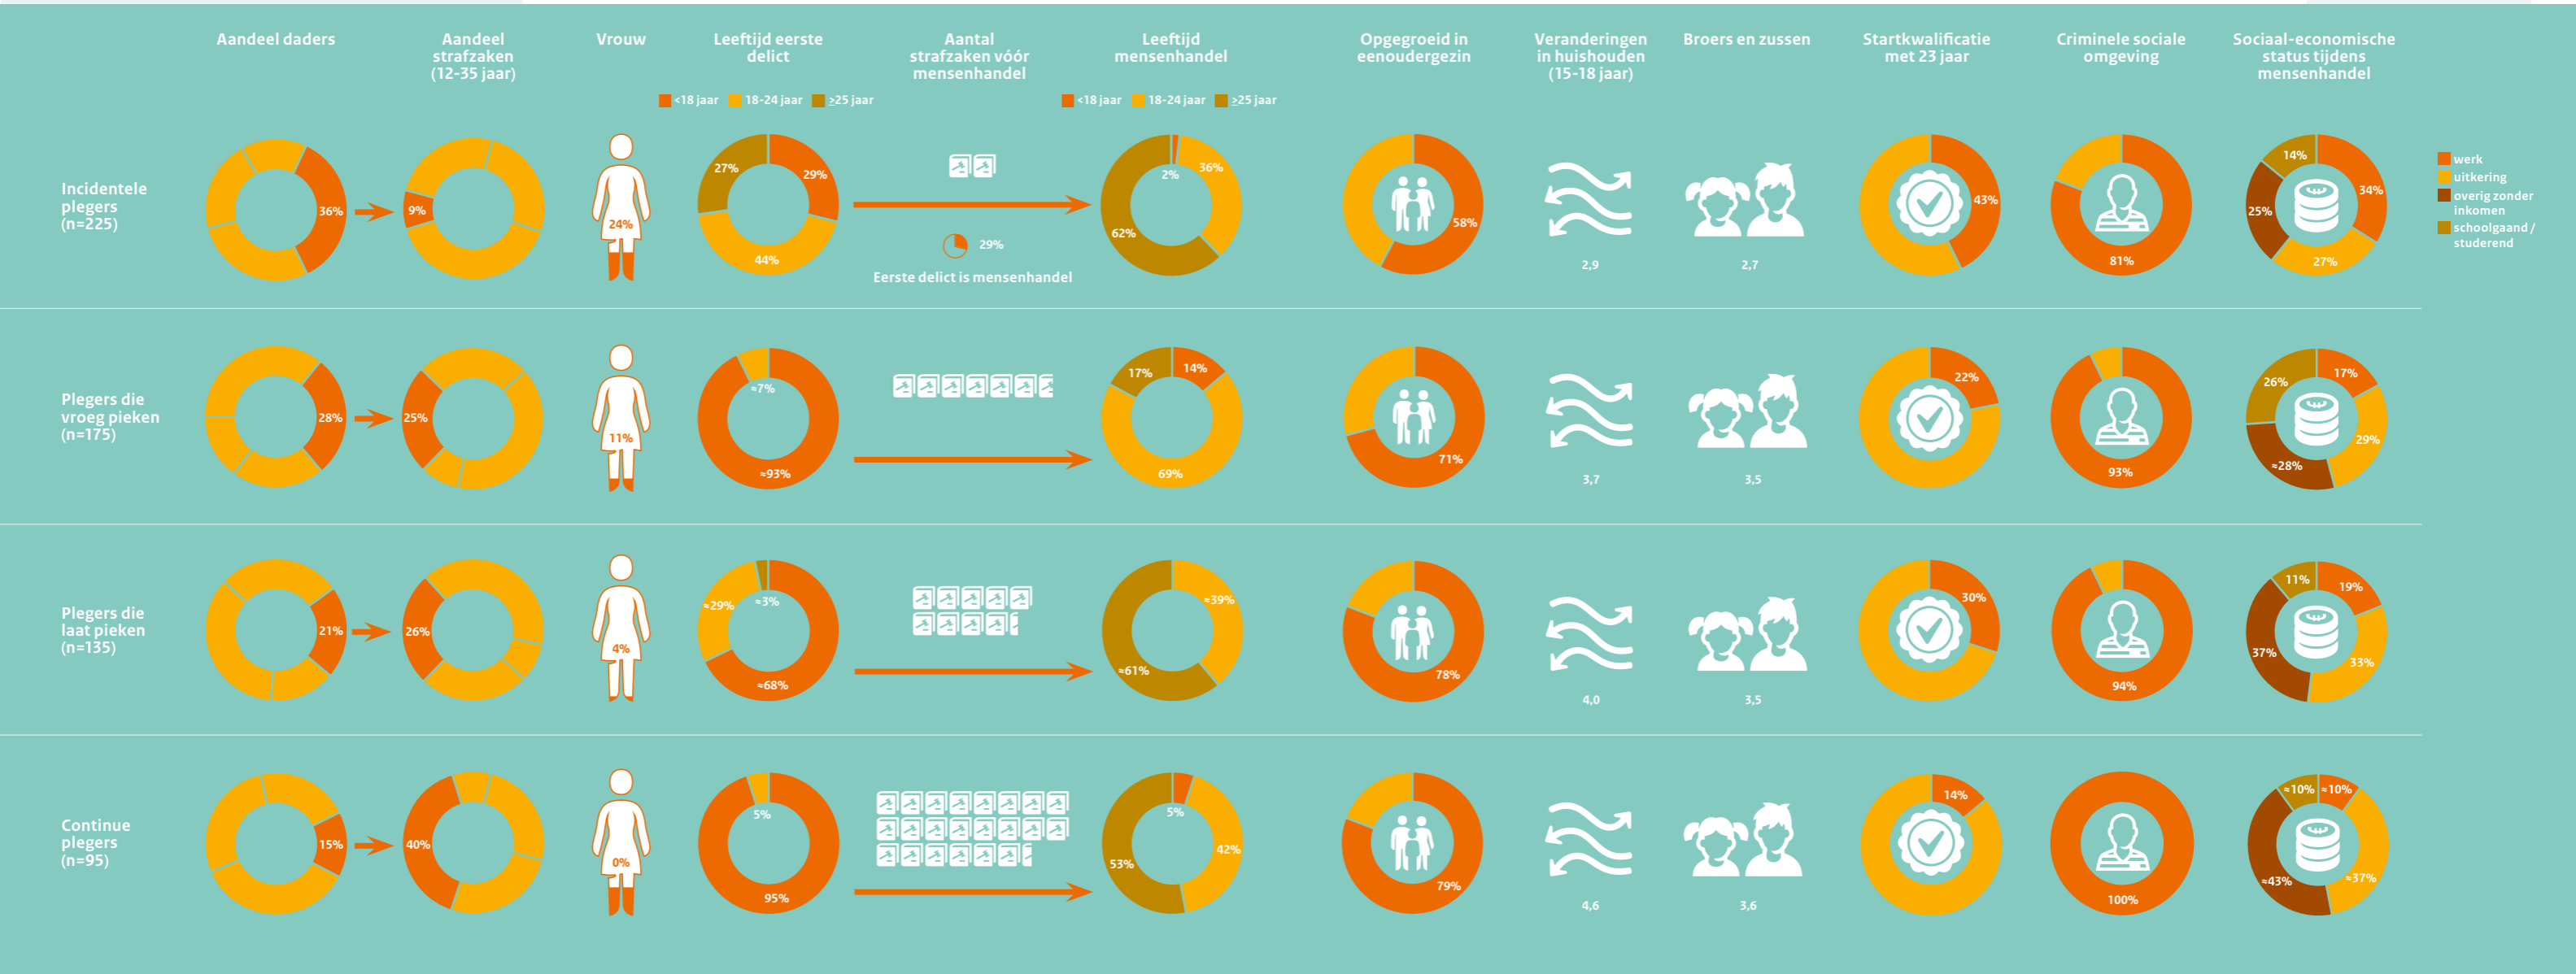 Aandeel daders
Aandeel
strafzaken
(12-35 jaar)
Vrouw
Leeftijd eerste
delict
Aantal
strafzaken vóór
mensenhandel
Leeftijd
mensenhandel
Opgegroeid in
eenoudergezin
Veranderingen
in huishouden
(15-18 jaar)
Broers en zussen
Startkwalificatie
met 23 jaar
Criminele sociale
omgeving
Sociaal-economische
status tijdens
mensenhandel
<18 jaar 18-24 jaar ≥25 jaar
<18 jaar 18-24 jaar ≥25 jaar
werk
uitkering
overig zonder
inkomen
schoolgaand /
studerend
Incidentele
plegers
(n=225)
36%
9%
24%
27%
29%
44%
29%
Eerste delict is mensenhandel
2%
36%
62%
58%
2,9
2,7
43%
81%
14%
34%
25%
27%
Plegers die
vroeg pieken
(n=175)
28%
25%
11%
≈7%
≈93%
17%
14%
69%
71%
3,7
3,5
22%
93%
26%
17%
29%
≈28%
Plegers die
laat pieken
(n=135)
21%
26%
4%
≈29%
≈3%
≈68%
≈39%
≈61%
78%
4,0
3,5
30%
94%
11%
19%
37%
33%
Continue
plegers
(n=95)
15%
40%
0%
5%
95%
5%
42%
53%
79%
4,6
3,6
14%
100%
≈10%
≈10%
≈43%
≈37%